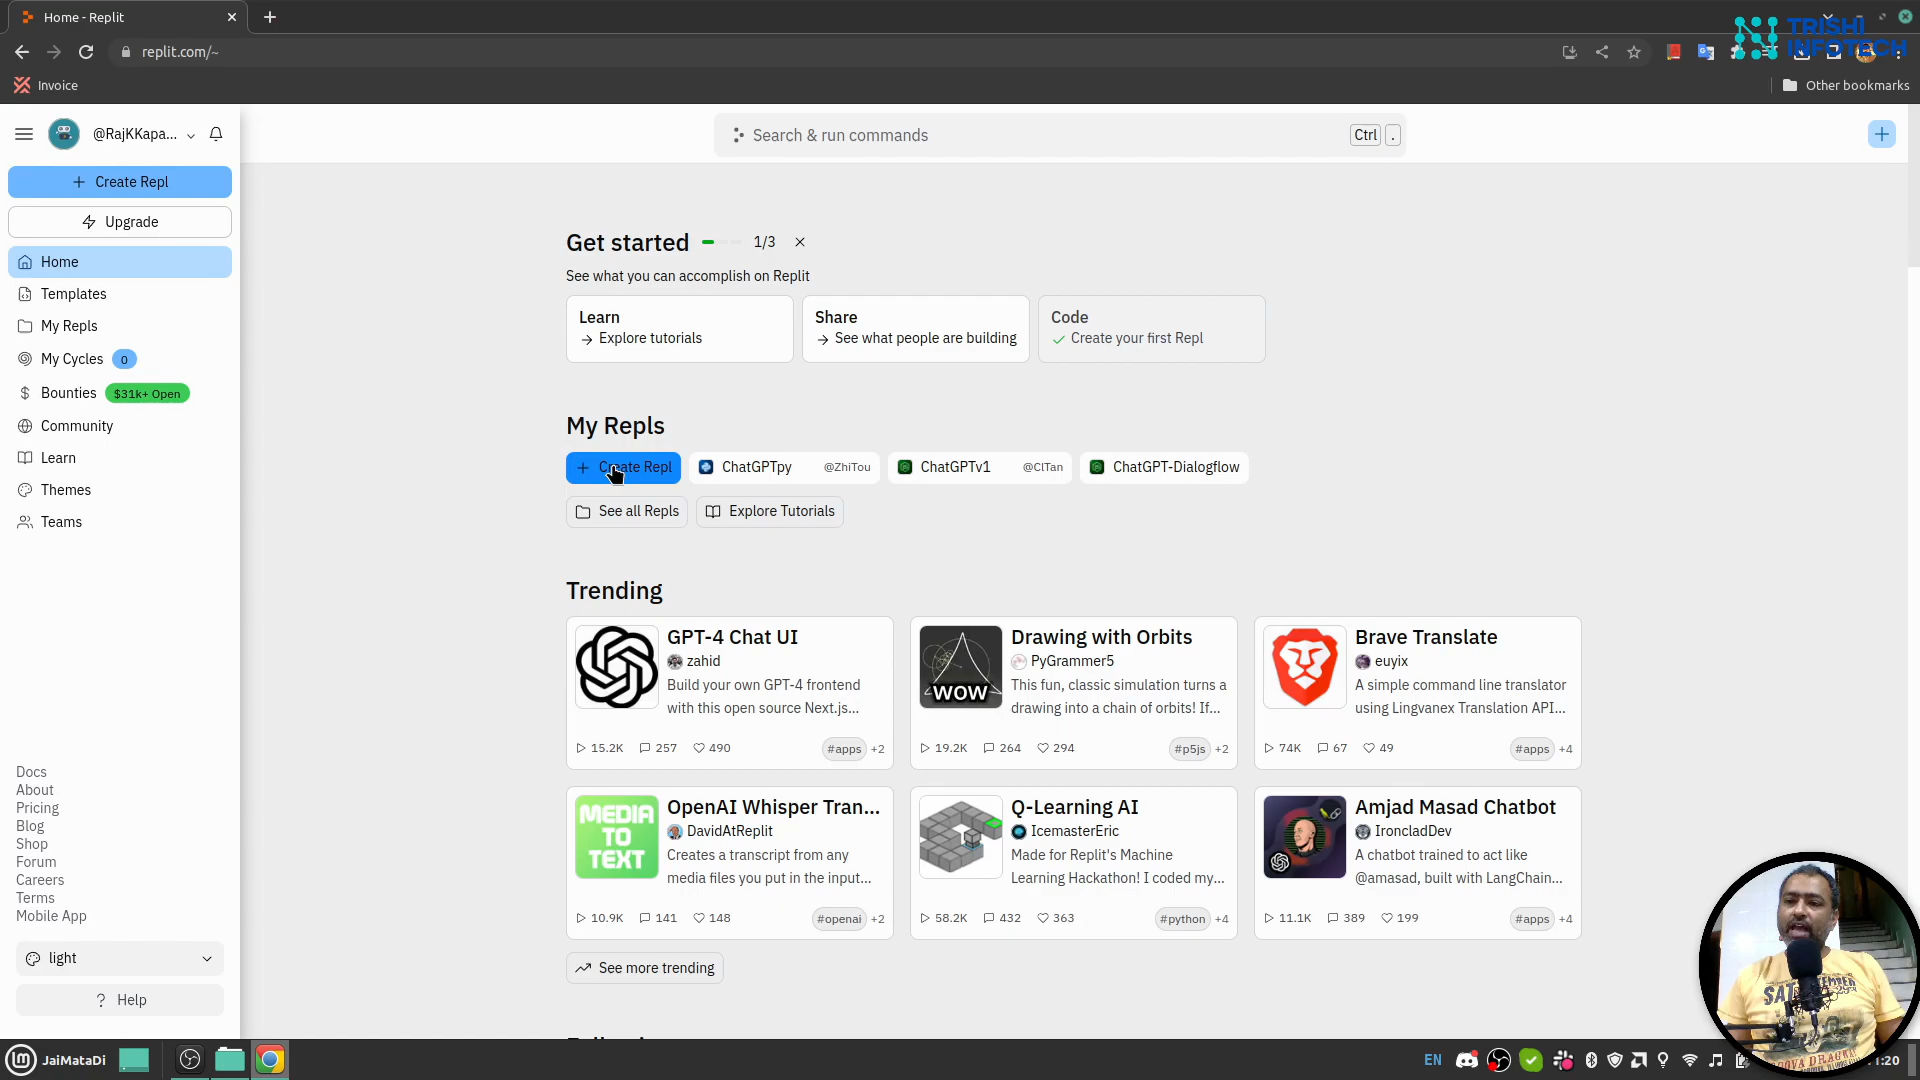 Home - Replit
replit.com/~
TRISHI
INFOTECH
Invoice
Other bookmarks
@RajKKapa...
Search & run commands
Ctrl .
Create Repl
Upgrade
Home
Templates
My Repls
My Cycles 0
Bounties $31k+ Open
Community
Learn
Themes
Teams
Docs
About
Pricing
Blog
Shop
Forum
Careers
Terms
Mobile App
light
? Help
Get started 1/3
See what you can accomplish on Replit
Learn
Explore tutorials
Share
See what people are building
Code
Create your first Repl
My Repls
Create Repl
ChatGPTpy @ZhiTou
ChatGPTv1 @ClTan
ChatGPT-Dialogflow
See all Repls
Explore Tutorials
Trending
GPT-4 Chat UI
zahid
Build your own GPT-4 frontend
with this open source Next.js...
15.2K 257 490 #apps +2
WOW
Drawing with Orbits
PyGrammer5
This fun, classic simulation turns a
drawing into a chain of orbits! If...
19.2K 264 294 #p5js +2
Brave Translate
euyix
A simple command line translator
using Lingvanex Translation API...
74K 67 49 #apps +4
MEDIA
TO
TEXT
OpenAI Whisper Tran...
DavidAtReplit
Creates a transcript from any
media files you put in the input...
10.9K 141 148 #openai +2
Q-Learning AI
IcemasterEric
Made for Replit's Machine
Learning Hackathon! I coded my...
58.2K 432 363 #python +4
Amjad Masad Chatbot
IroncladDev
A chatbot trained to act like
@amasad, built with LangChain...
11.1K 389 199 #apps +4
See more trending
JaiMataDi
EN